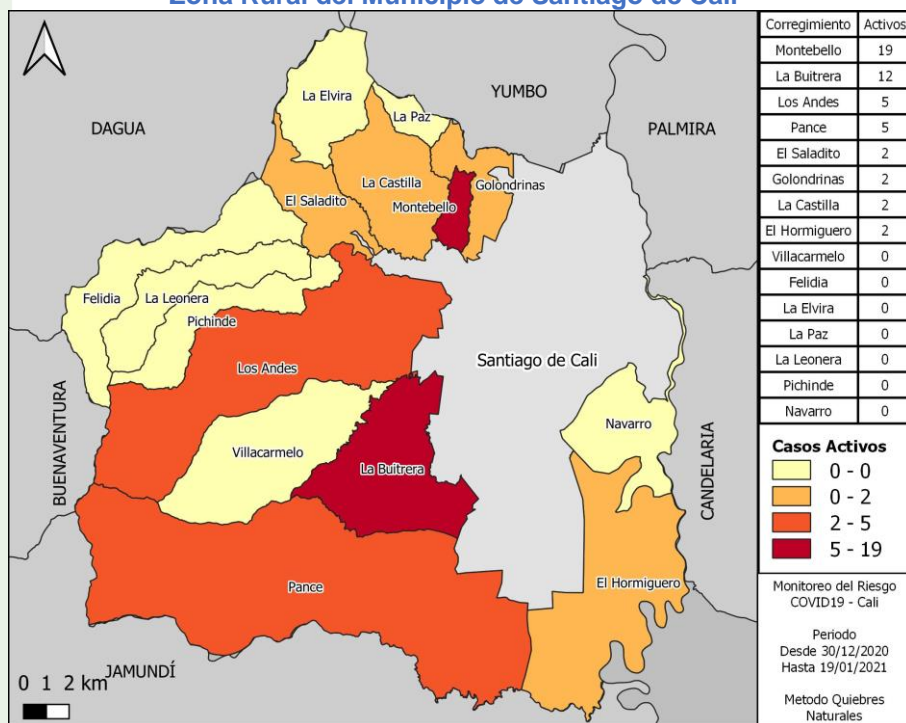 Zona Rural del Municipio de Santiago de Cali
Corregimiento Activos
Montebello 19
La Buitrera 12
Los Andes 5
Pance 5
El Saladito 2
Golondrinas 2
La Castilla 2
El Hormiguero 2
Villacarmelo 0
Felidia 0
La Elvira 0
La Paz 0
La Leonera 0
Pichinde 0
Navarro 0
Casos Activos
0 - 0
0 - 2
2 - 5
5 - 19
Monitoreo del Riesgo
COVID19 - Cali
Periodo
Desde 30/12/2020
Hasta 19/01/2021
Metodo Quiebres
Naturales
YUMBO
DAGUA
PALMIRA
La Elvira
La Paz
La Castilla
Golondrinas
El Saladito
Montebello
Felidia
La Leonera
Pichinde
Los Andes
Santiago de Cali
BUENAVENTURA
Villacarmelo
La Buitrera
Navarro
CANDELARIA
El Hormiguero
Pance
JAMUNDÍ
0 1 2 km